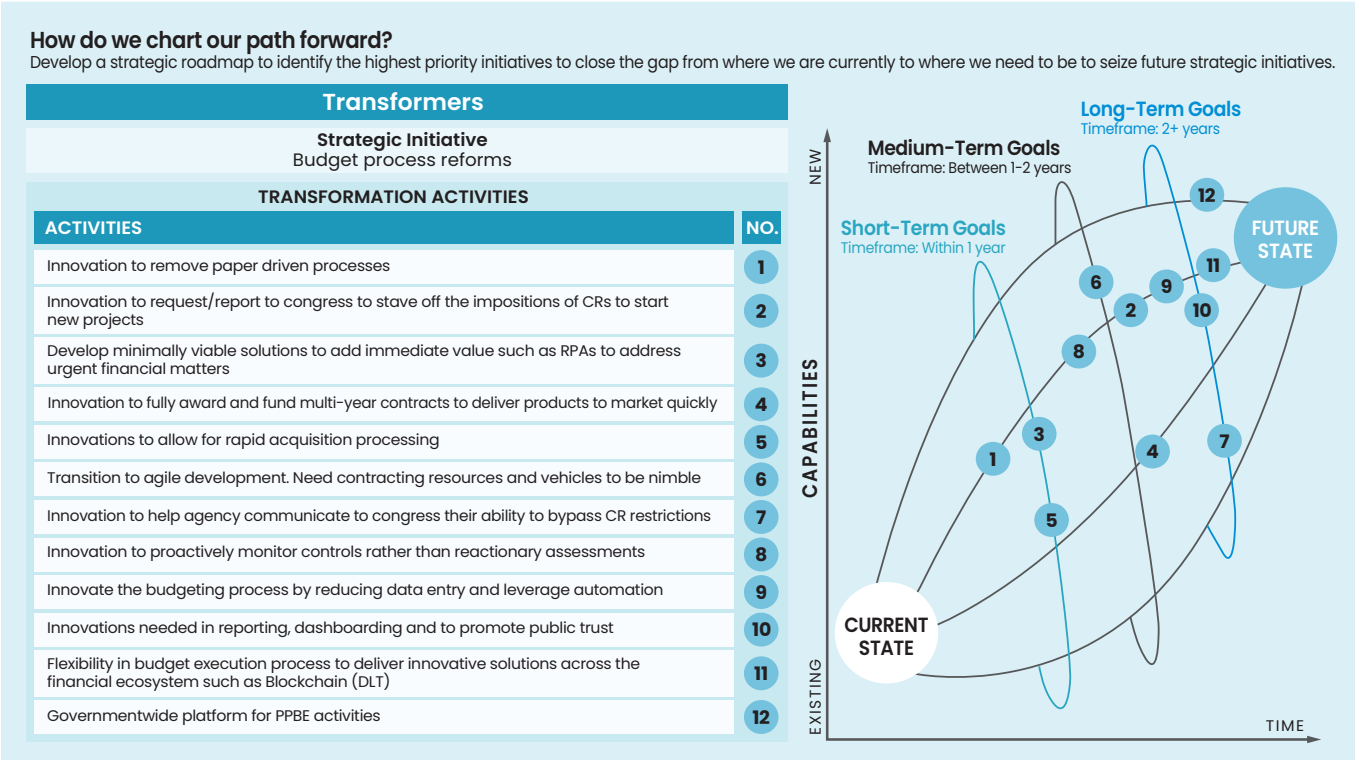 How do we chart our path forward?
Develop a strategic roadmap to identify the highest priority initiatives to close the gap from where we are currently to where we need to be to seize future strategic initiatives.
Transformers
Strategic Initiative
Budget process reforms
TRANSFORMATION ACTIVITIES
ACTIVITIES NO.
Innovation to remove paper driven processes 1
Innovation to request/report to congress to stave off the impositions of CRs to start
new projects 2
Develop minimally viable solutions to add immediate value such as RPAs to address
urgent financial matters 3
Innovation to fully award and fund multi-year contracts to deliver products to market quickly 4
Innovations to allow for rapid acquisition processing 5
Transition to agile development. Need contracting resources and vehicles to be nimble 6
Innovation to help agency communicate to congress their ability to bypass CR restrictions 7
Innovation to proactively monitor controls rather than reactionary assessments 8
Innovate the budgeting process by reducing data entry and leverage automation 9
Innovations needed in reporting, dashboarding and to promote public trust 10
Flexibility in budget execution process to deliver innovative solutions across the
financial ecosystem such as Blockchain (DLT) 11
Governmentwide platform for PPBE activities 12
Long-Term Goals
Timeframe: 2+ years
Medium-Term Goals
Timeframe: Between 1-2 years
Short-Term Goals
Timeframe: Within 1 year
NEW
CAPABILITIES
EXISTING
TIME
FUTURE
STATE
CURRENT
STATE
12
11
6
9
2
10
8
3
7
4
1
5